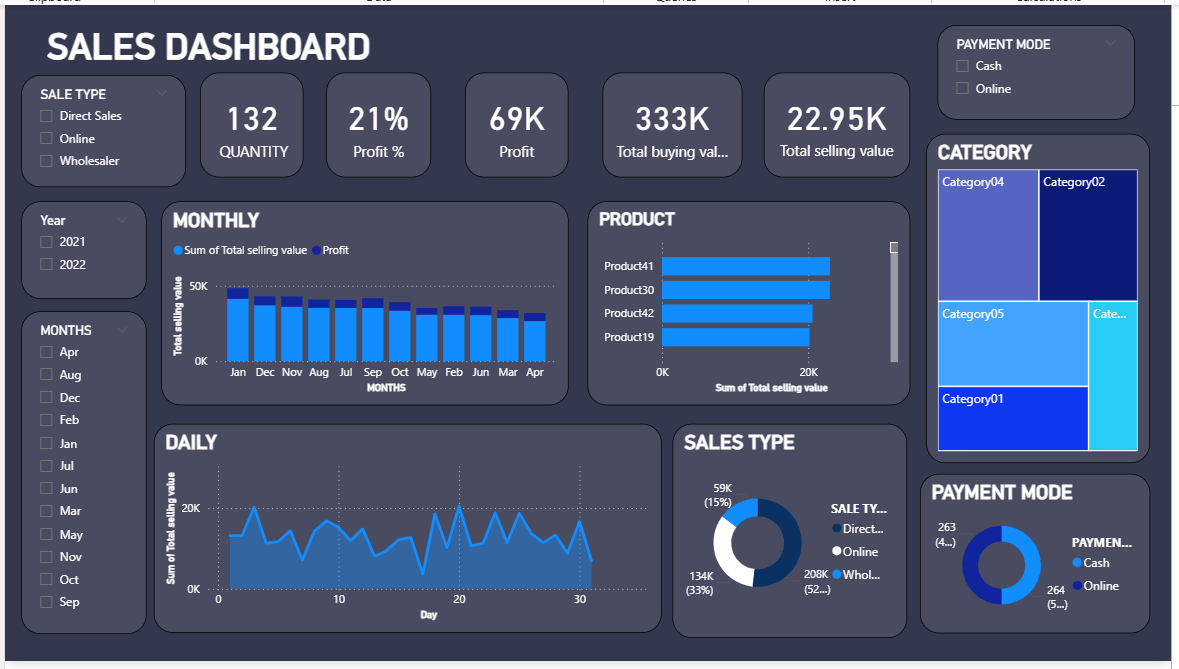 SALES DASHBOARD
SALE TYPE
Direct Sales
Online
Wholesaler
132
QUANTITY
21%
Profit %
69K
Profit
333K
Total buying val...
22.95K
Total selling value
PAYMENT MODE
Cash
Online
Year
2021
2022
MONTHS
Apr
Aug
Dec
Feb
Jan
Jul
Jun
Mar
May
Nov
Oct
Sep
MONTHLY
Sum of Total selling value Profit
Total selling value
50K
0K
Jan Dec Nov Aug Jul Sep Oct May Feb Jun Mar Apr
MONTHS
PRODUCT
Product41
Product30
Product42
Product19
0K 20K
Sum of Total selling value
CATEGORY
Category04 Category02
Category05 Cate...
Category01
DAILY
Sum of Total selling value
20K
0K
0 10 20 30
Day
SALES TYPE
59K
(15%)
134K
(33%)
208K
(52...)
SALE TY...
Direct...
Online
Whol...
PAYMENT MODE
263
(4...)
264
(5...)
PAYMEN...
Cash
Online